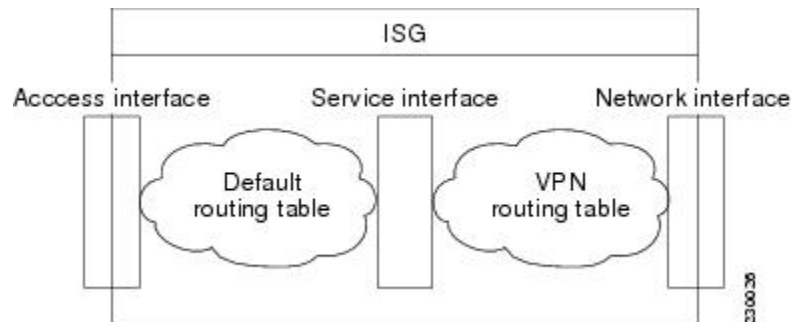 ISG
Acccess interface
Service interface
Network interface
Default
routing table
VPN
routing table